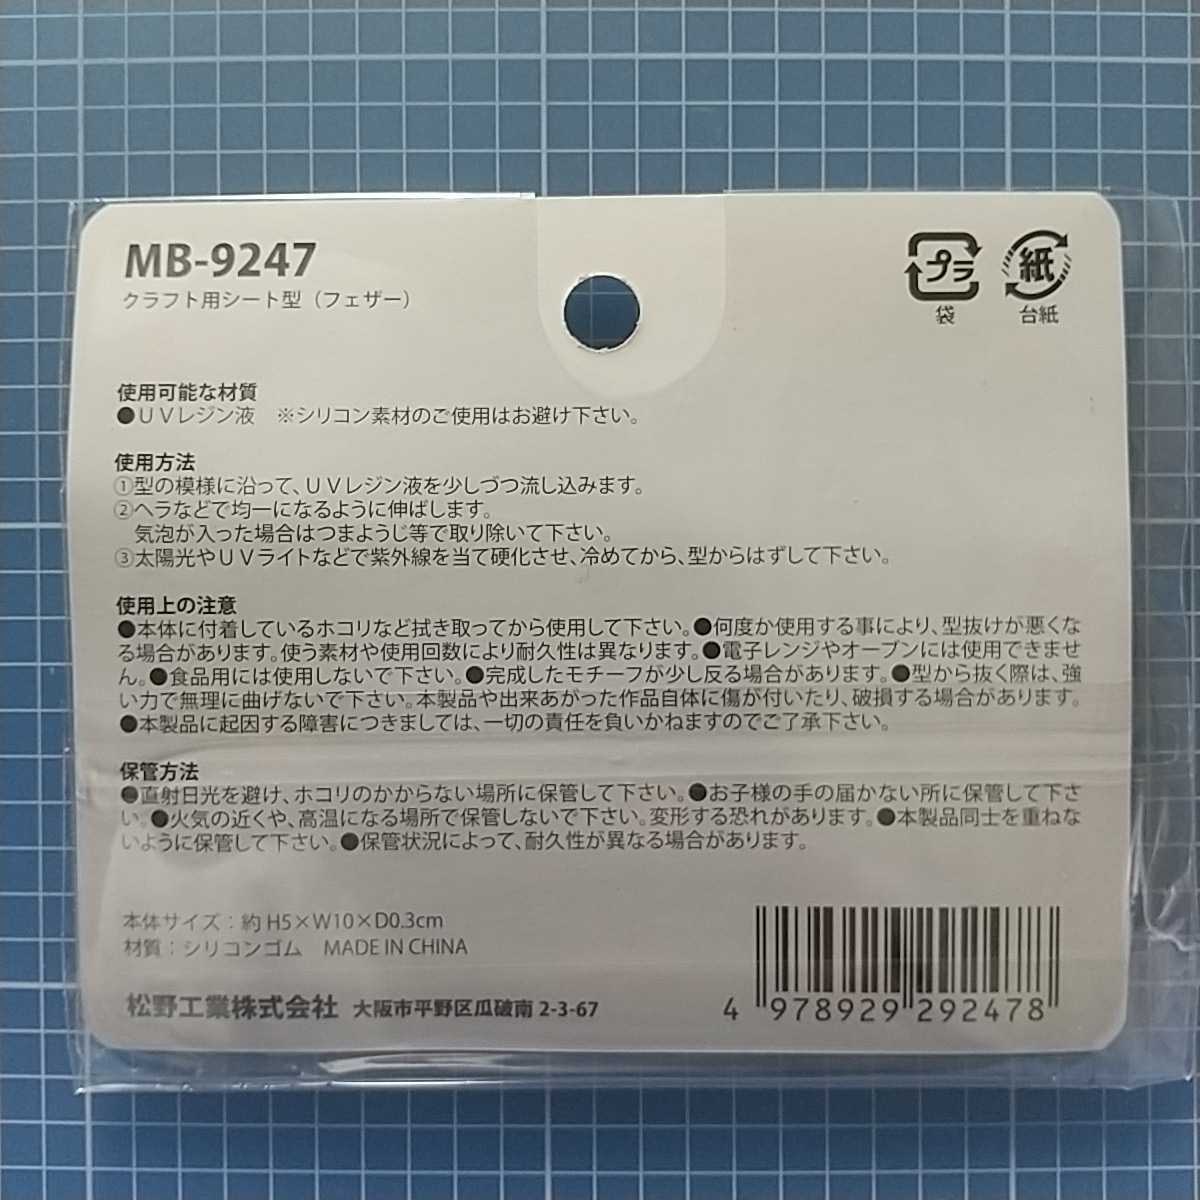 MB-9247
クラフト用シート型（フェザー）
プラ
袋
紙
台紙
使用可能な材質
●ＵＶレジン液　※シリコン素材のご使用はお避け下さい。
使用方法
①型の模様に沿って、ＵＶレジン液を少しづつ流し込みます。
②ヘラなどで均一になるように伸ばします。
気泡が入った場合はつまようじ等で取り除いて下さい。
③太陽光やＵＶライトなどで紫外線を当て硬化させ、冷めてから、型からはずして下さい。
使用上の注意
●本体に付着しているホコリなど拭き取ってから使用して下さい。●何度か使用する事により、型抜けが悪くな
る場合があります。使う素材や使用回数により耐久性は異なります。●電子レンジやオーブンには使用できませ
ん。●食品用には使用しないで下さい。●完成したモチーフが少し反る場合があります。●型から抜く際は、強
い力で無理に曲げないで下さい。本製品や出来あがった作品自体に傷が付いたり、破損する場合があります。
●本製品に起因する障害につきましては、一切の責任を負いかねますのでご了承下さい。
保管方法
●直射日光を避け、ホコリのかからない場所に保管して下さい。●お子様の手の届かない所に保管して下さ
い。●火気の近くや、高温になる場所で保管しないで下さい。変形する恐れがあります。●本製品同士を重ねな
いように保管して下さい。●保管状況によって、耐久性が異なる場合があります。
本体サイズ：約 H5×W10×D0.3cm
材質：シリコンゴム　MADE IN CHINA
松野工業株式会社 大阪市平野区瓜破南 2-3-67
4 978929 292478